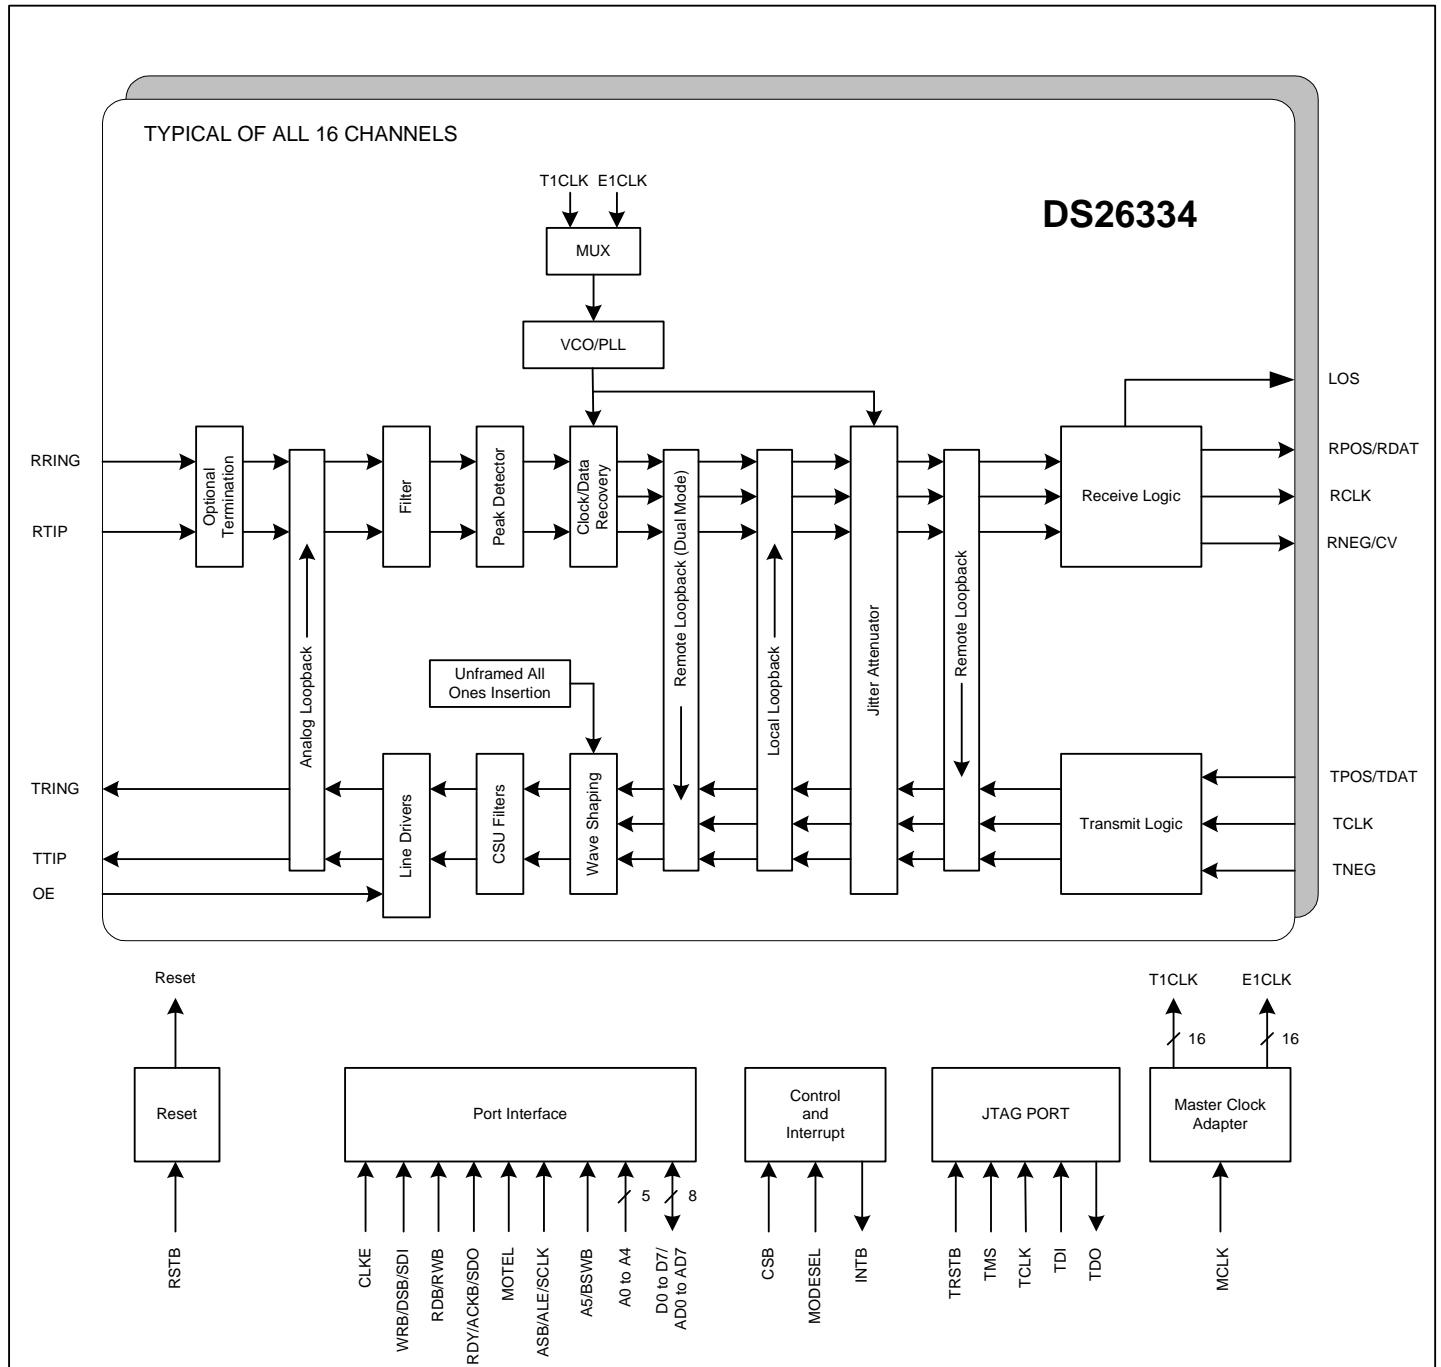 TYPICAL OF ALL 16 CHANNELS
T1CLK
E1CLK
DS26334
MUX
VCO/PLL
LOS
RRING
RTIP
Optional
Termination
Analog Loopback
Filter
Peak Detector
Clock/Data
Recovery
Remote Loopback (Dual Mode)
Local Loopback
Jitter Attenuator
Remote Loopback
Receive Logic
RPOS/RDAT
RCLK
RNEG/CV
Unframed All
Ones Insertion
TRING
TTIP
OE
Line Drivers
CSU Filters
Wave Shaping
Transmit Logic
TPOS/TDAT
TCLK
TNEG
Reset
T1CLK
E1CLK
16
16
Reset
Port Interface
Control
and
Interrupt
JTAG PORT
Master Clock
Adapter
5
8
RSTB
CLKE
WRB/DSB/SDI
RDB/RWB
RDY/ACKB/SDO
MOTEL
ASB/ALE/SCLK
A5/BSWB
A0 to A4
D0 to D7/
AD0 to AD7
CSB
MODESEL
INTB
TRSTB
TMS
TCLK
TDI
TDO
MCLK